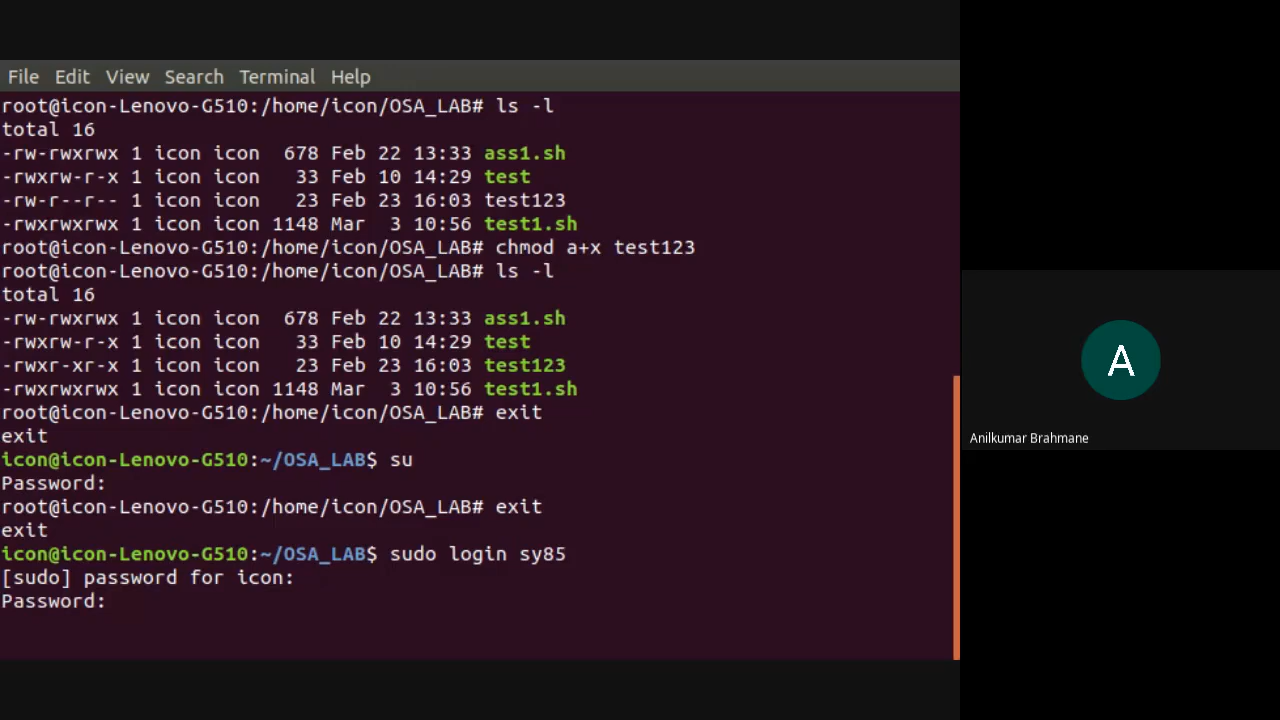 File Edit View Search Terminal Help
root@icon-Lenovo-G510:/home/icon/OSA_LAB# ls -l
total 16
-rw-rwxrwx 1 icon icon  678 Feb 22 13:33 ass1.sh
-rwxrw-r-x 1 icon icon   33 Feb 10 14:29 test
-rw-r--r-- 1 icon icon   23 Feb 23 16:03 test123
-rwxrwxrwx 1 icon icon 1148 Mar  3 10:56 test1.sh
root@icon-Lenovo-G510:/home/icon/OSA_LAB# chmod a+x test123
root@icon-Lenovo-G510:/home/icon/OSA_LAB# ls -l
total 16
-rw-rwxrwx 1 icon icon  678 Feb 22 13:33 ass1.sh
-rwxrw-r-x 1 icon icon   33 Feb 10 14:29 test
-rwxr-xr-x 1 icon icon   23 Feb 23 16:03 test123
-rwxrwxrwx 1 icon icon 1148 Mar  3 10:56 test1.sh
root@icon-Lenovo-G510:/home/icon/OSA_LAB# exit
exit
icon@icon-Lenovo-G510:~/OSA_LAB$ su
Password:
root@icon-Lenovo-G510:/home/icon/OSA_LAB# exit
exit
icon@icon-Lenovo-G510:~/OSA_LAB$ sudo login sy85
[sudo] password for icon:
Password:
A
Anilkumar Brahmane